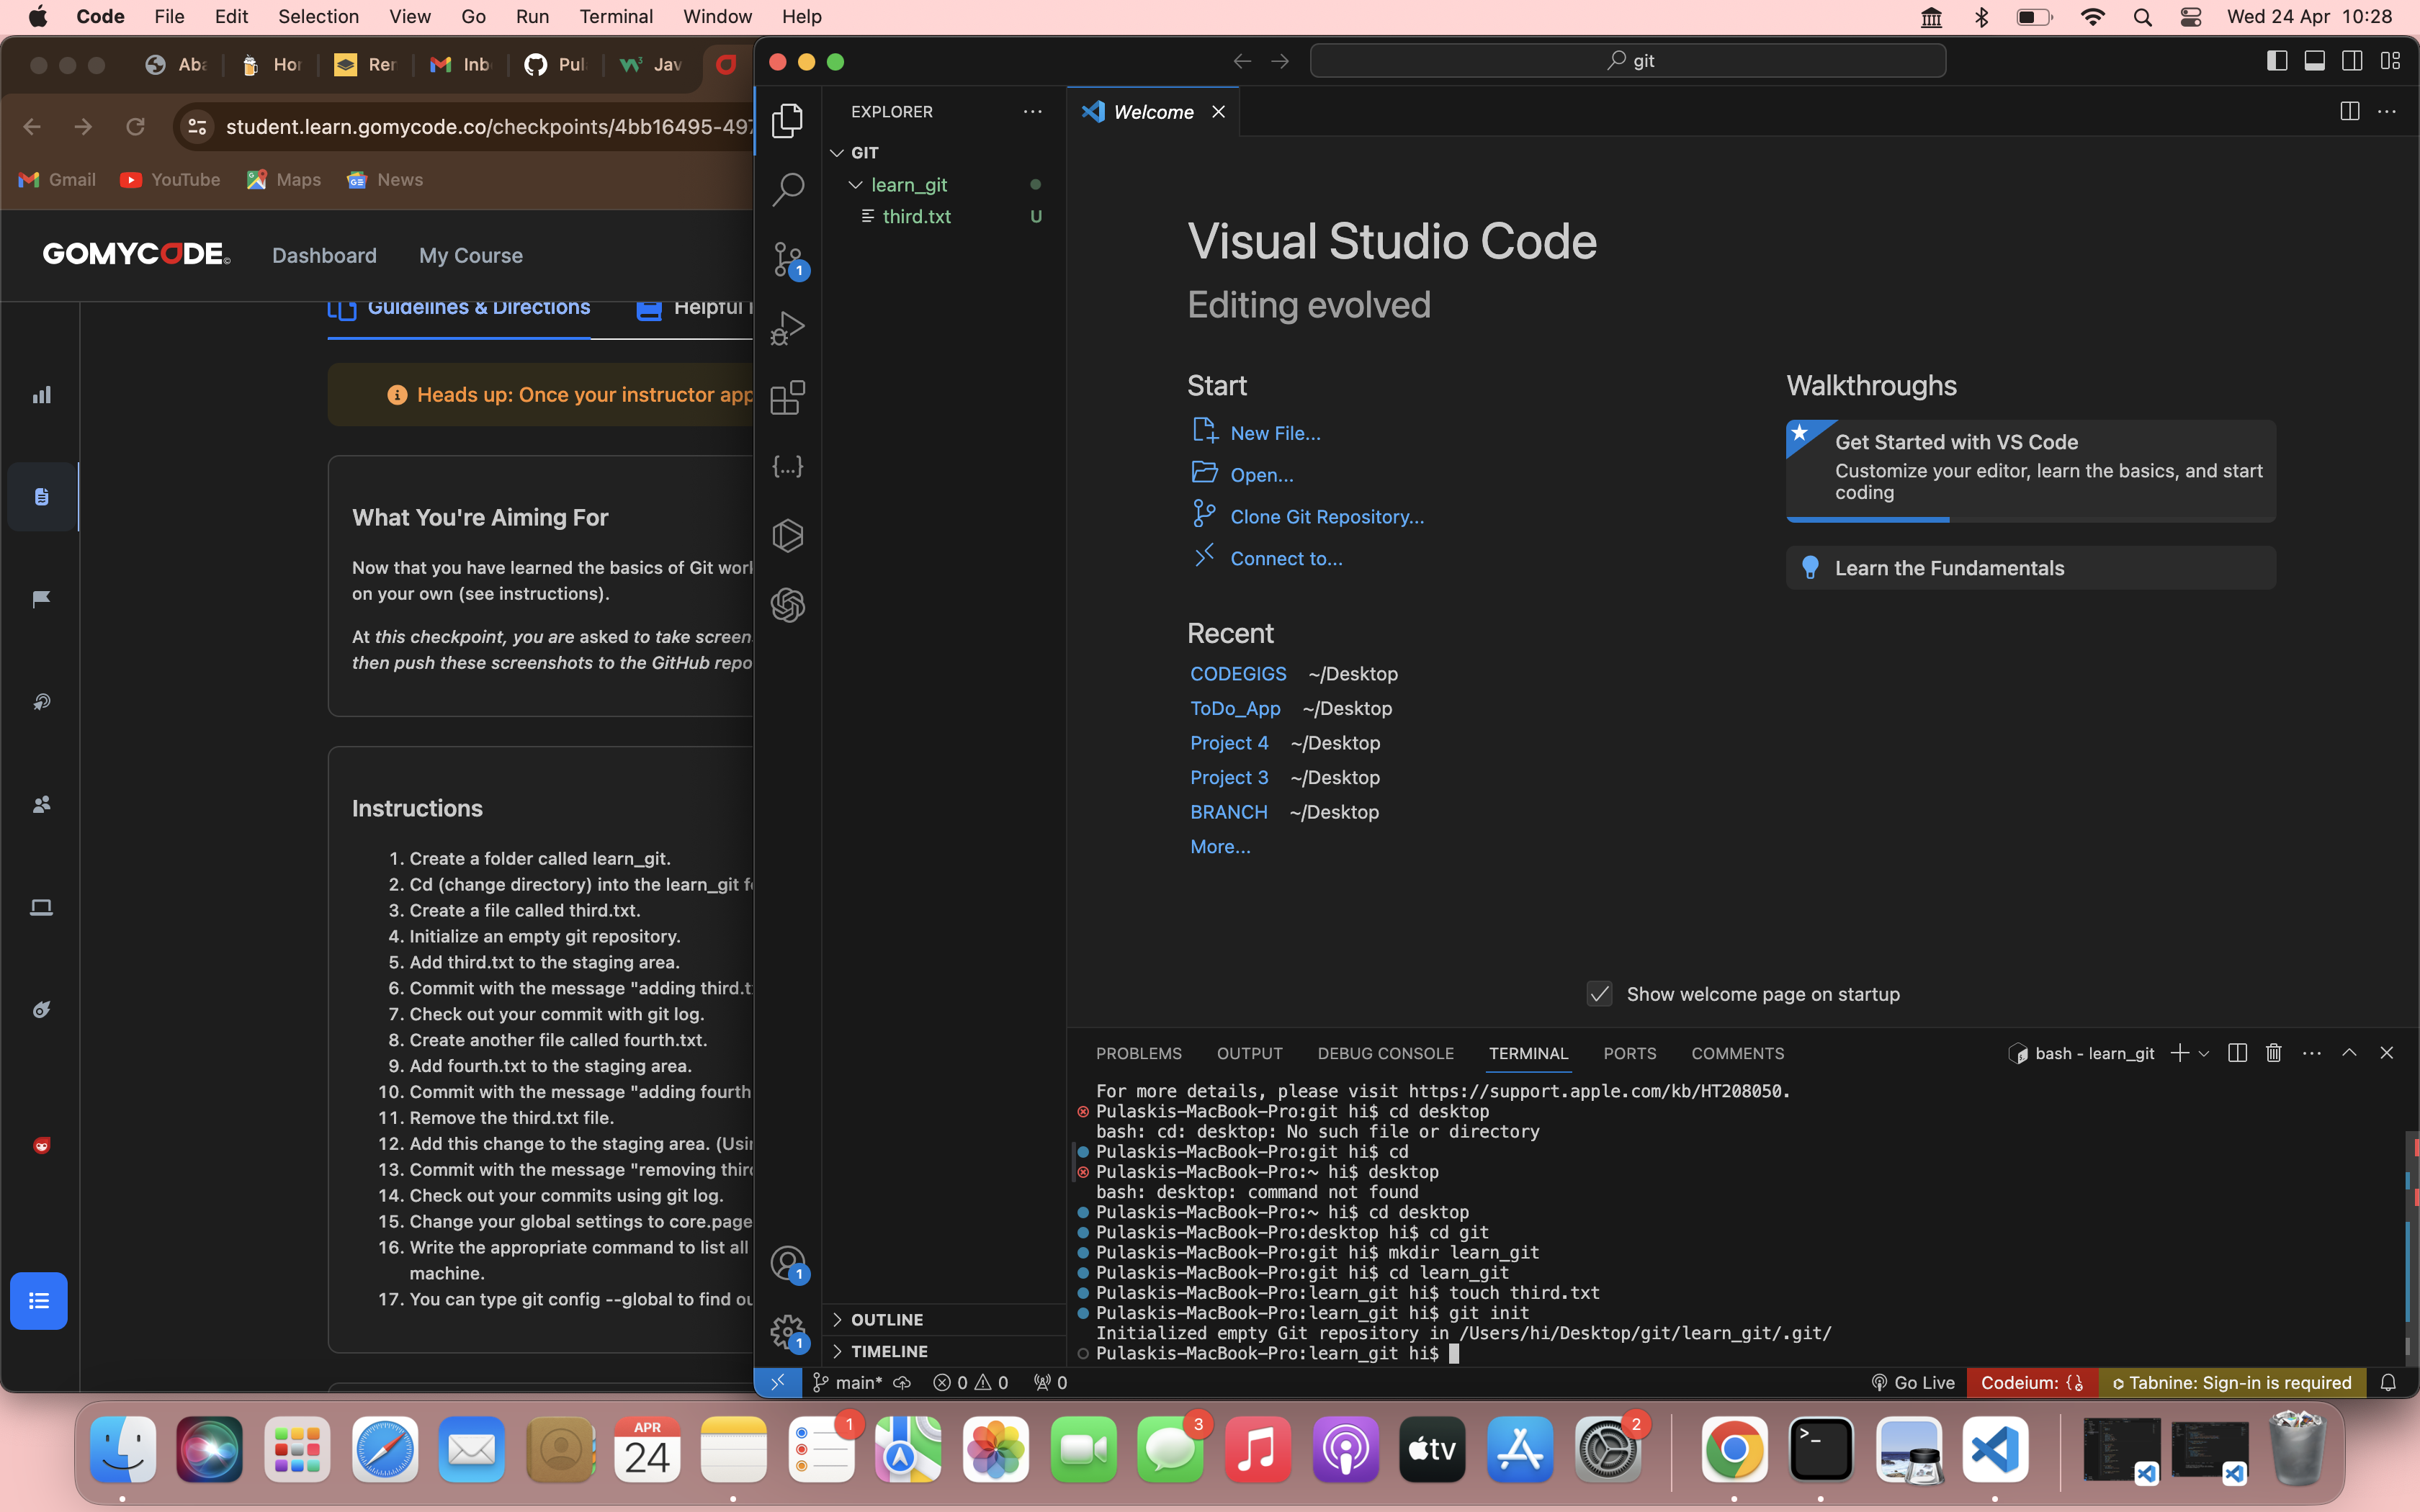 Code File Edit Selection View Go Run Terminal Window Help
Wed 24 Apr 10:28
Aba
Hor
Rer
Inb
Pul
Jav
student.learn.gomycode.co/checkpoints/4bb16495-497
Gmail YouTube Maps News
GOMYCODE
Dashboard My Course
Guidelines & Directions
Helpful
Heads up: Once your instructor app
What You're Aiming For
Now that you have learned the basics of Git worl
on your own (see instructions).
At this checkpoint, you are asked to take screen
then push these screenshots to the GitHub repo
Instructions
1. Create a folder called learn_git.
2. Cd (change directory) into the learn_git f
3. Create a file called third.txt.
4. Initialize an empty git repository.
5. Add third.txt to the staging area.
6. Commit with the message "adding third.t
7. Check out your commit with git log.
8. Create another file called fourth.txt.
9. Add fourth.txt to the staging area.
10. Commit with the message "adding fourth
11. Remove the third.txt file.
12. Add this change to the staging area. (Usi
13. Commit with the message "removing thir
14. Check out your commits using git log.
15. Change your global settings to core.page
16. Write the appropriate command to list all
machine.
17. You can type git config --global to find ou
git
EXPLORER
GIT
learn_git
third.txt U
1
1
1
OUTLINE
TIMELINE
Welcome
Visual Studio Code
Editing evolved
Start
New File...
Open...
Clone Git Repository...
Connect to...
Recent
CODEGIGS ~/Desktop
ToDo_App ~/Desktop
Project 4 ~/Desktop
Project 3 ~/Desktop
BRANCH ~/Desktop
More...
Walkthroughs
Get Started with VS Code
Customize your editor, learn the basics, and start
coding
Learn the Fundamentals
Show welcome page on startup
PROBLEMS OUTPUT DEBUG CONSOLE TERMINAL PORTS COMMENTS
bash - learn_git
For more details, please visit https://support.apple.com/kb/HT208050.
Pulaskis-MacBook-Pro:git hi$ cd desktop
bash: cd: desktop: No such file or directory
Pulaskis-MacBook-Pro:git hi$ cd
Pulaskis-MacBook-Pro:~ hi$ desktop
bash: desktop: command not found
Pulaskis-MacBook-Pro:~ hi$ cd desktop
Pulaskis-MacBook-Pro:desktop hi$ cd git
Pulaskis-MacBook-Pro:git hi$ mkdir learn_git
Pulaskis-MacBook-Pro:git hi$ cd learn_git
Pulaskis-MacBook-Pro:learn_git hi$ touch third.txt
Pulaskis-MacBook-Pro:learn_git hi$ git init
Initialized empty Git repository in /Users/hi/Desktop/git/learn_git/.git/
Pulaskis-MacBook-Pro:learn_git hi$
main* 0 0 0
Go Live Codeium: {
Tabnine: Sign-in is required
APR
24
1
3
tv
2